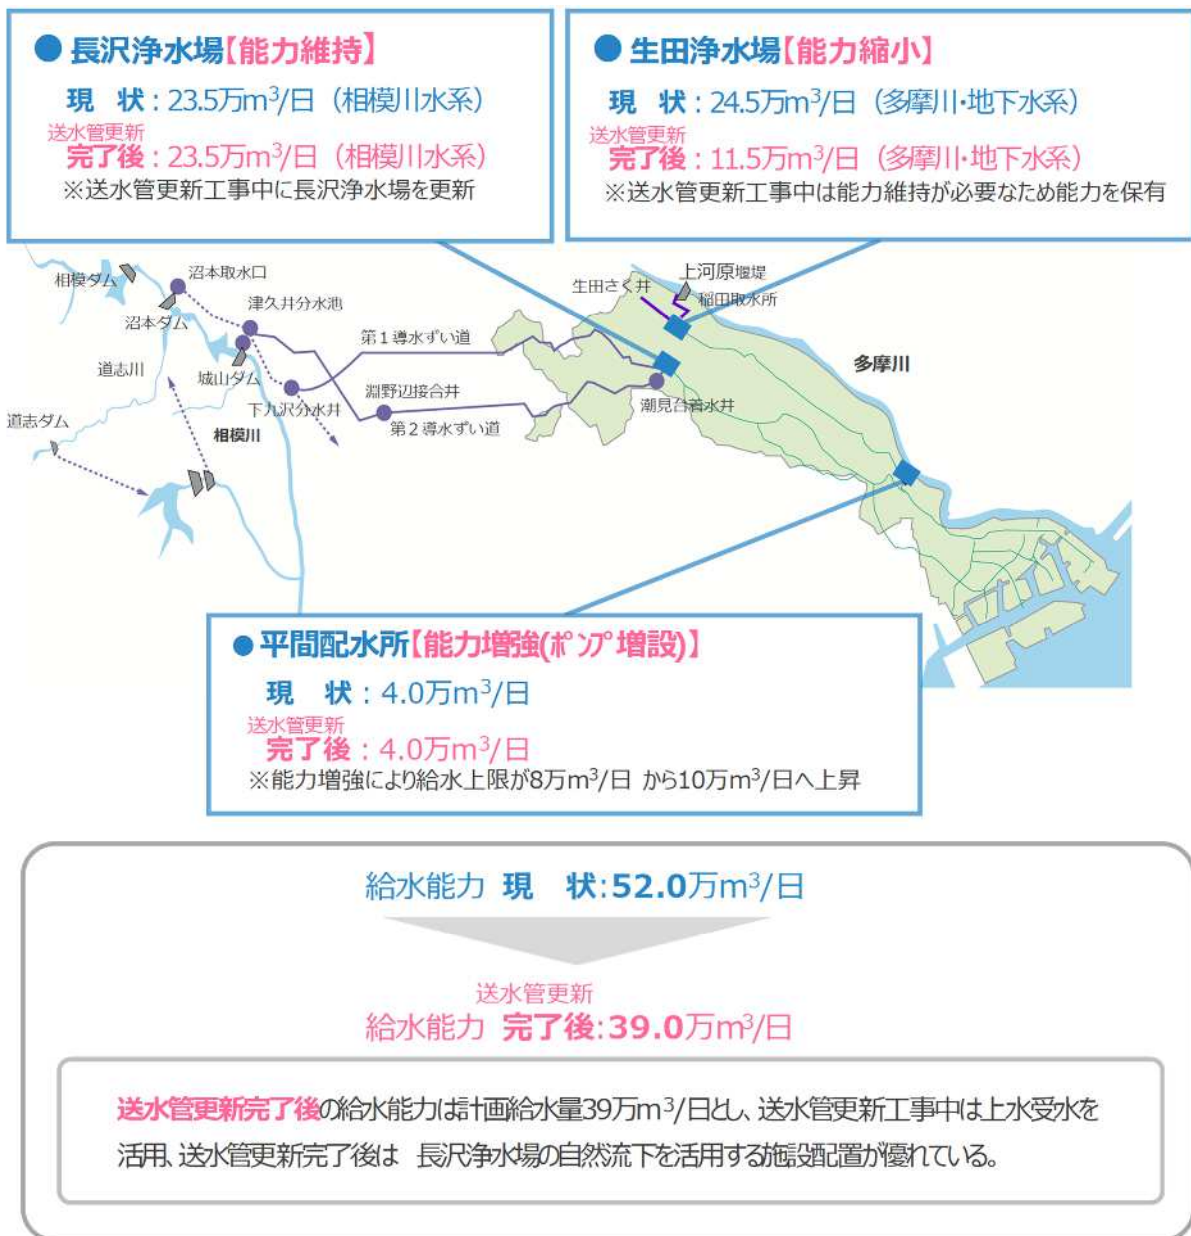 ●長沢浄水場【能力維持】
現　状：23.5万m³/日（相模川水系）
送水管更新
完了後：23.5万m³/日（相模川水系）
※送水管更新工事中に長沢浄水場を更新
●生田浄水場【能力縮小】
現　状：24.5万m³/日（多摩川・地下水系）
送水管更新
完了後：11.5万m³/日（多摩川・地下水系）
※送水管更新工事中は能力維持が必要なため能力を保有
相模ダム
沼本取水口
沼本ダム
津久井分水池
道志川
城山ダム
第１導水ずい道
下九沢分水井
淵野辺接合井
第２導水ずい道
道志ダム
相模川
生田さく井
上河原堰堤
稲田取水所
多摩川
潮見台着水井
●平間配水所【能力増強(ポンプ増設)】
現　状：4.0万m³/日
送水管更新
完了後：4.0万m³/日
※能力増強により給水上限が8万m³/日 から10万m³/日へ上昇
給水能力 現　状:52.0万m³/日
送水管更新
給水能力 完了後:39.0万m³/日
送水管更新完了後の給水能力は計画給水量39万m³/日とし、送水管更新工事中は上水受水を
活用、送水管更新完了後は　長沢浄水場の自然流下を活用する施設配置が優れている。